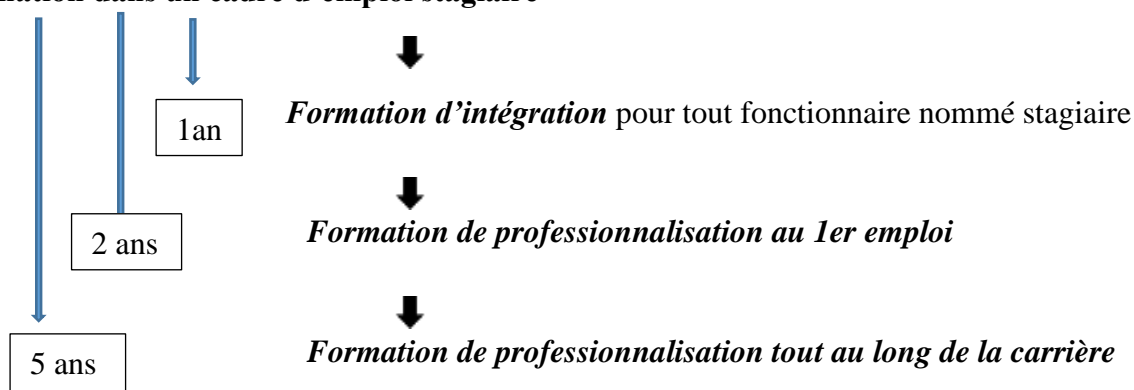 dans un cadre d'emploi stagiaire
1an
Formation d'intégration pour tout fonctionnaire nommé stagiaire
2 ans
Formation de professionnalisation au 1er emploi
5 ans
Formation de professionnalisation tout au long de la carrière